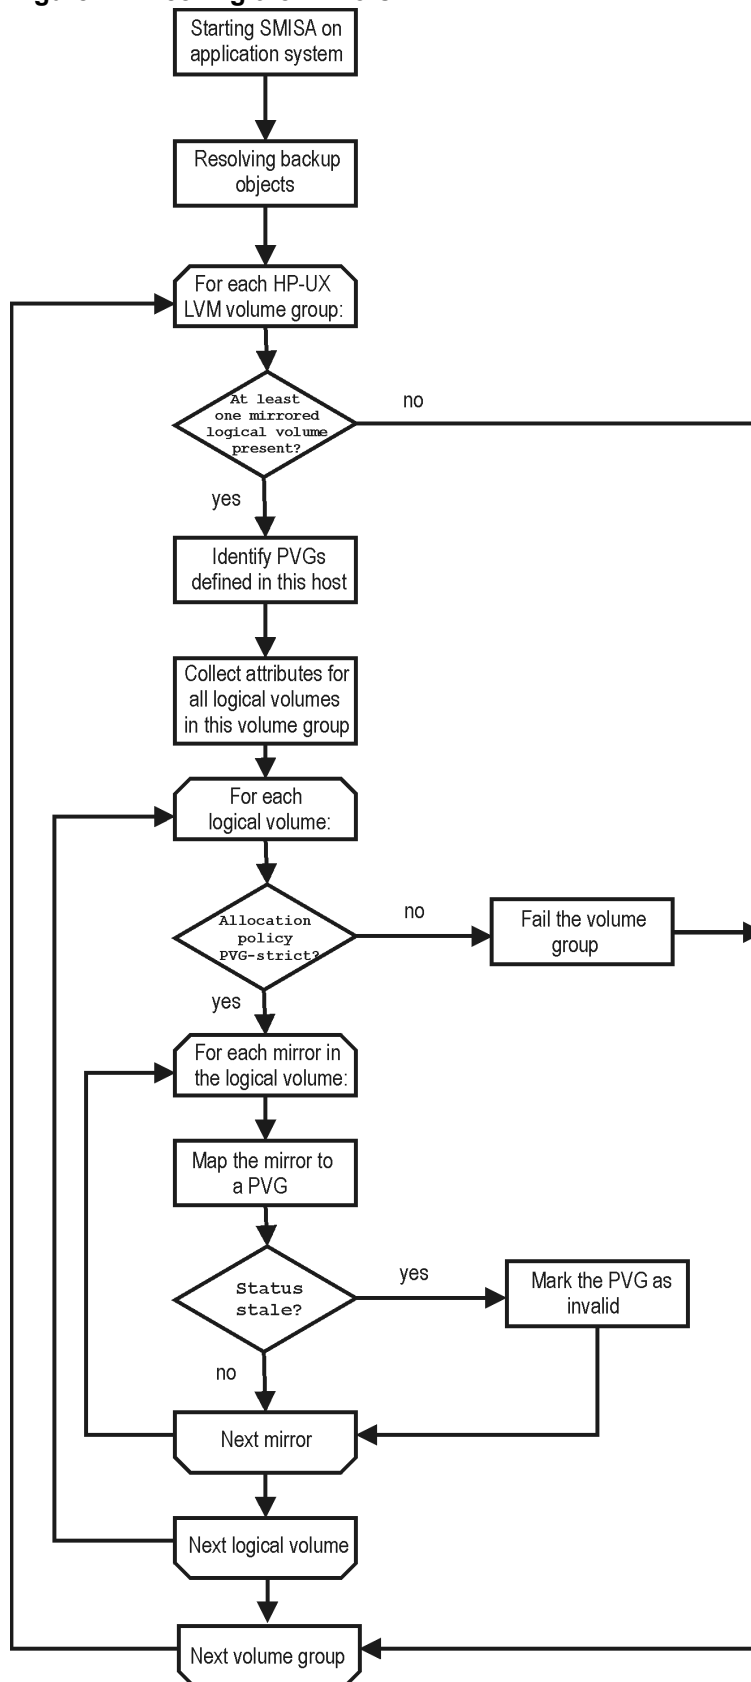 Starting SMISA on
application system
Resolving backup
objects
For each HP-UX
LVM volume group:
At least
one mirrored
logical volume
present?
no
yes
Identify PVGs
defined in this host
Collect attributes for
all logical volumes
in this volume group
For each
logical volume:
Allocation
policy
PVG-strict?
no
Fail the volume
group
yes
For each mirror in
the logical volume:
Map the mirror to
a PVG
Status
stale?
yes
Mark the PVG as
invalid
no
Next mirror
Next logical volume
Next volume group